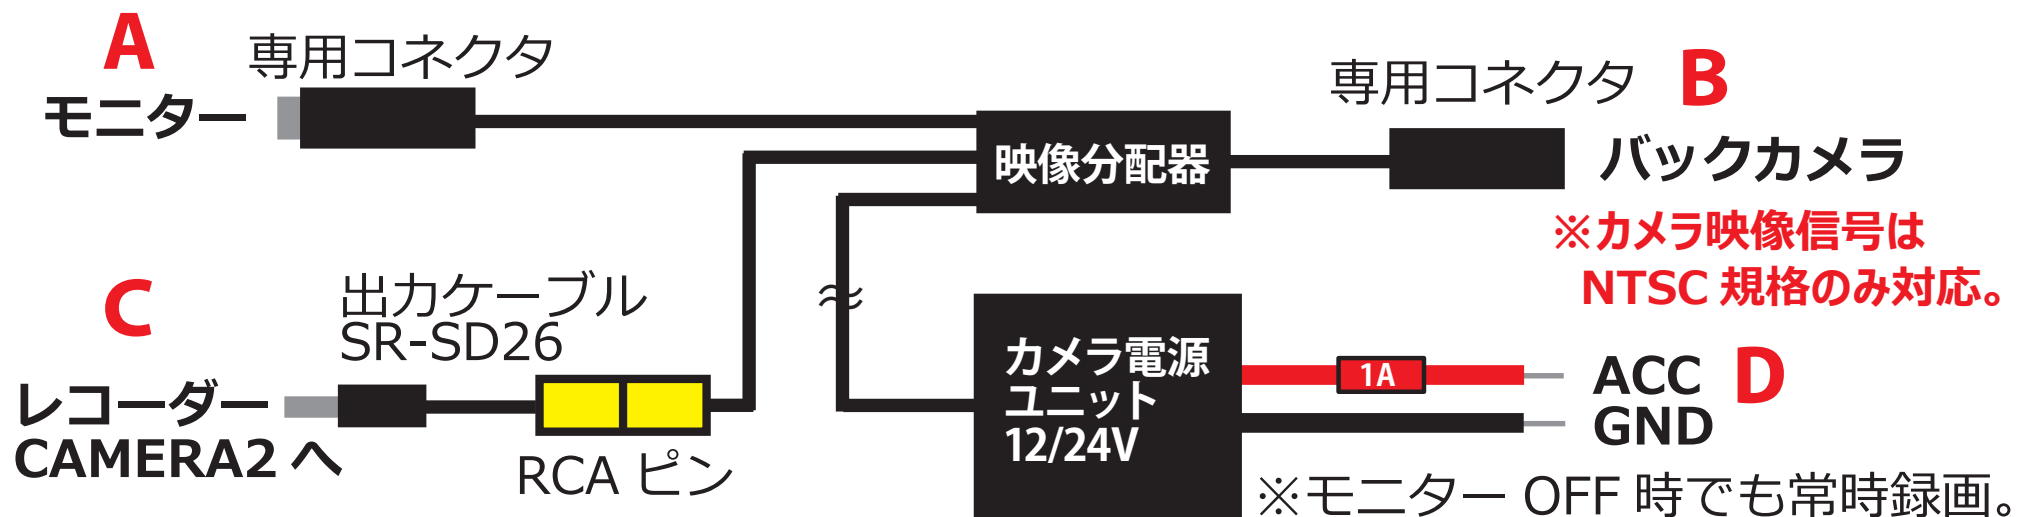 A
専用コネクタ
モニター
専用コネクタ
B
映像分配器
バックカメラ
※カメラ映像信号は
NTSC 規格のみ対応。
C
出力ケーブル
SR-SD26
レコーダー
CAMERA2 へ
RCA ピン
カメラ電源
ユニット
12/24V
1A
ACC
D
GND
※モニター OFF 時でも常時録画。